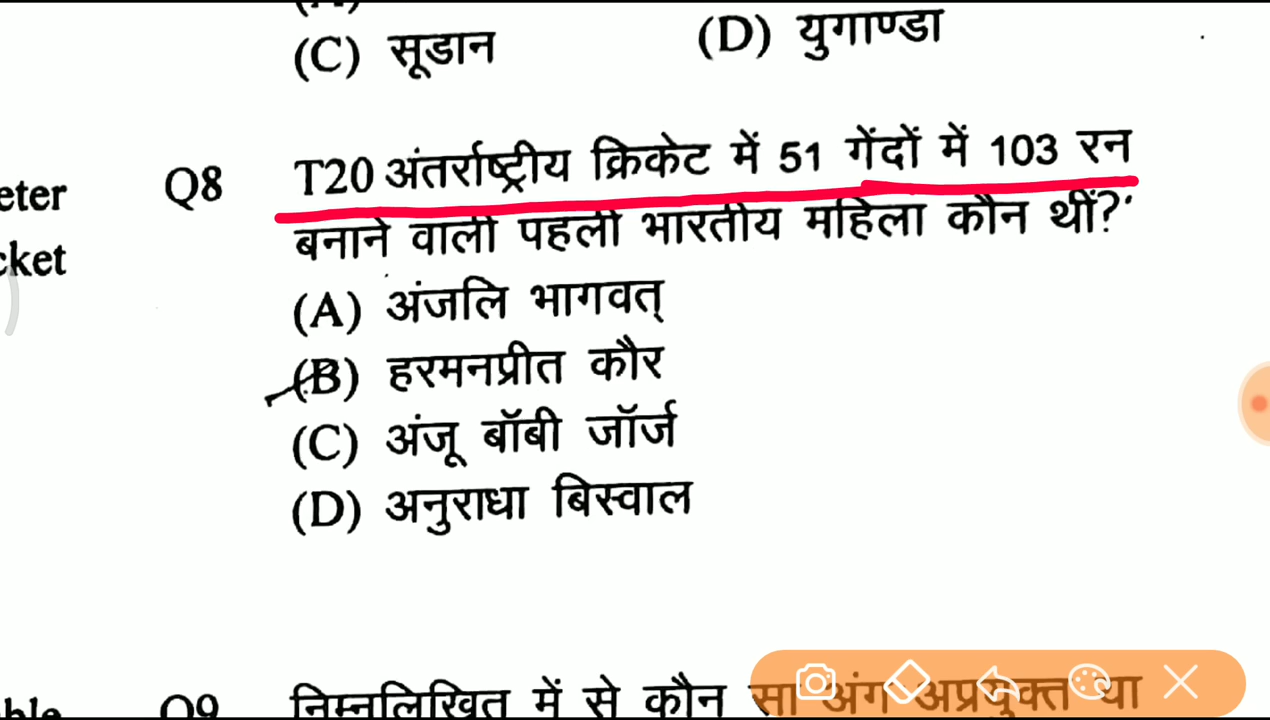 (C) सूडान (D) युगाण्डा
eter Q8 T20 अंतर्राष्ट्रीय क्रिकेट में 51 गेंदों में 103 रन
cket बनाने वाली पहली भारतीय महिला कौन थीं?
(A) अंजलि भागवत्
(B) हरमनप्रीत कौर
(C) अंजू बॉबी जॉर्ज
(D) अनुराधा बिस्वाल
Q9 निम्नलिखित में से कौन सा अंग अप्रयुक्त या